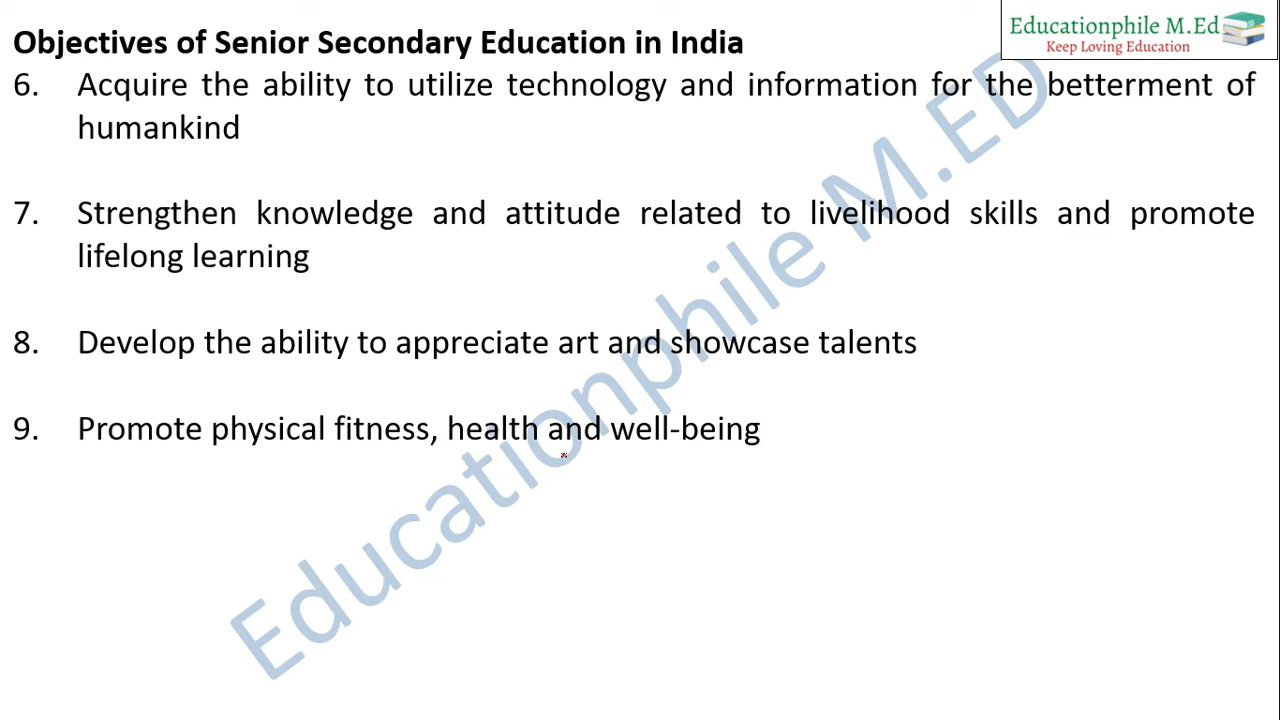 Objectives of Senior Secondary Education in India
Educationphile M.Ed
Keep Loving Education
6. Acquire the ability to utilize technology and information for the betterment of
humankind
7. Strengthen knowledge and attitude related to livelihood skills and promote
lifelong learning
8. Develop the ability to appreciate art and showcase talents
9. Promote physical fitness, health and well-being
Educationphile M.ED